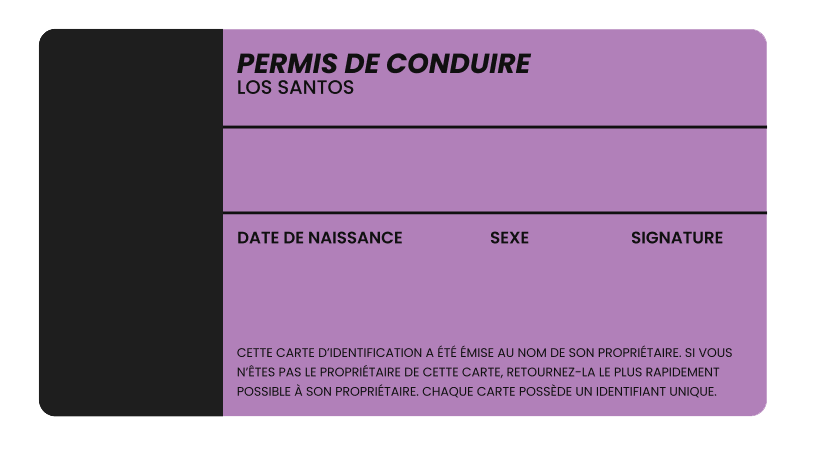 PERMIS DE CONDUIRE
LOS SANTOS
DATE DE NAISSANCE SEXE SIGNATURE
CETTE CARTE D'IDENTIFICATION A ÉTÉ ÉMISE AU NOM DE SON PROPRIÉTAIRE. SI VOUS
N'ÊTES PAS LE PROPRIÉTAIRE DE CETTE CARTE, RETOURNEZ-LA LE PLUS RAPIDEMENT
POSSIBLE À SON PROPRIÉTAIRE. CHAQUE CARTE POSSÈDE UN IDENTIFIANT UNIQUE.